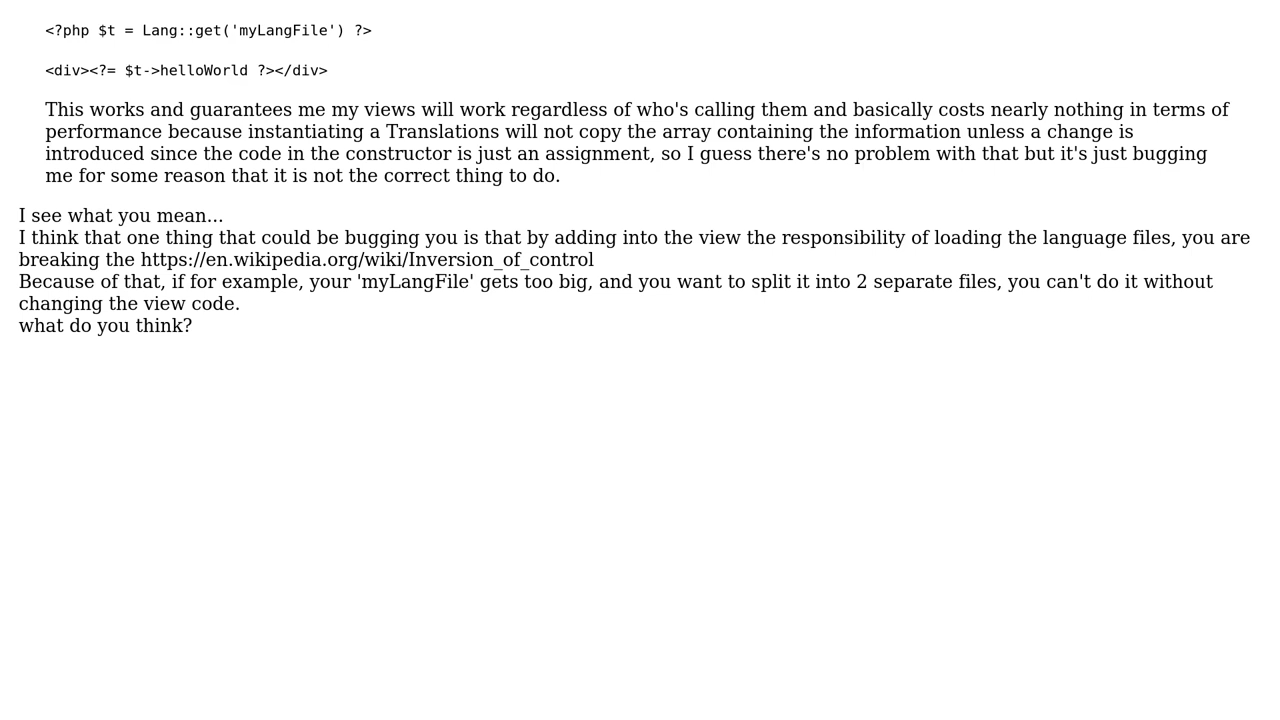 <?php $t = Lang::get('myLangFile') ?>
<div><?= $t->helloWorld ?></div>
This works and guarantees me my views will work regardless of who's calling them and basically costs nearly nothing in terms of
performance because instantiating a Translations will not copy the array containing the information unless a change is
introduced since the code in the constructor is just an assignment, so I guess there's no problem with that but it's just bugging
me for some reason that it is not the correct thing to do.
I see what you mean...
I think that one thing that could be bugging you is that by adding into the view the responsibility of loading the language files, you are
breaking the https://en.wikipedia.org/wiki/Inversion_of_control
Because of that, if for example, your 'myLangFile' gets too big, and you want to split it into 2 separate files, you can't do it without
changing the view code.
what do you think?